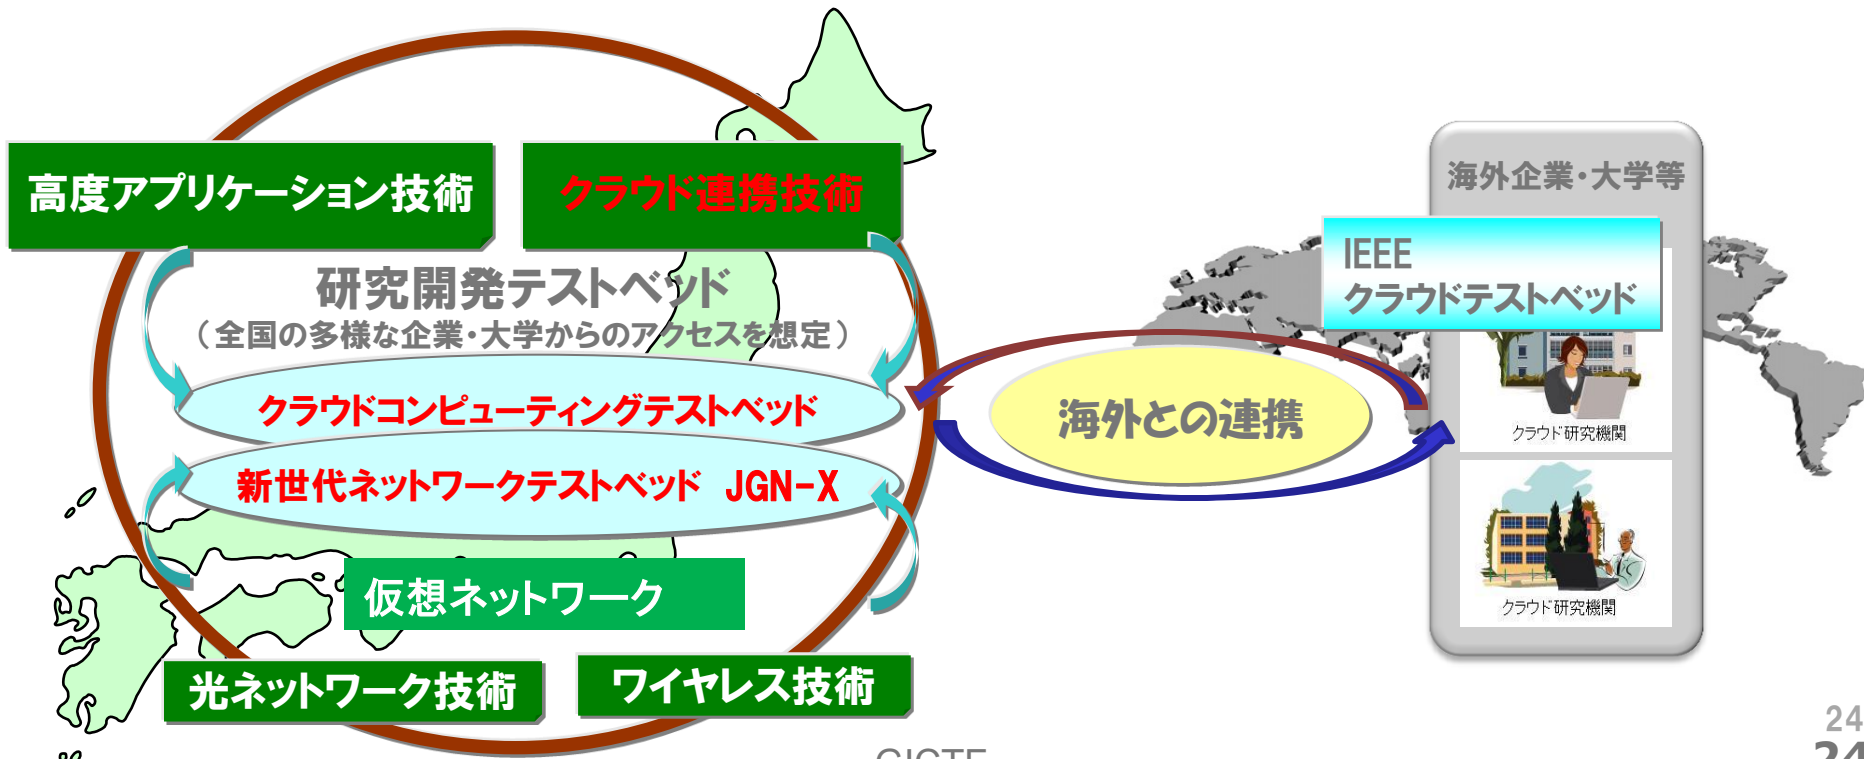 高度アプリケーション技術
クラウド連携技術
研究開発テストベッド
（全国の多様な企業・大学からのアクセスを想定）
クラウドコンピューティングテストベッド
新世代ネットワークテストベッド JGN-X
仮想ネットワーク
光ネットワーク技術
ワイヤレス技術
海外との連携
海外企業・大学等
IEEE
クラウドテストベッド
クラウド研究機関
クラウド研究機関
24
24